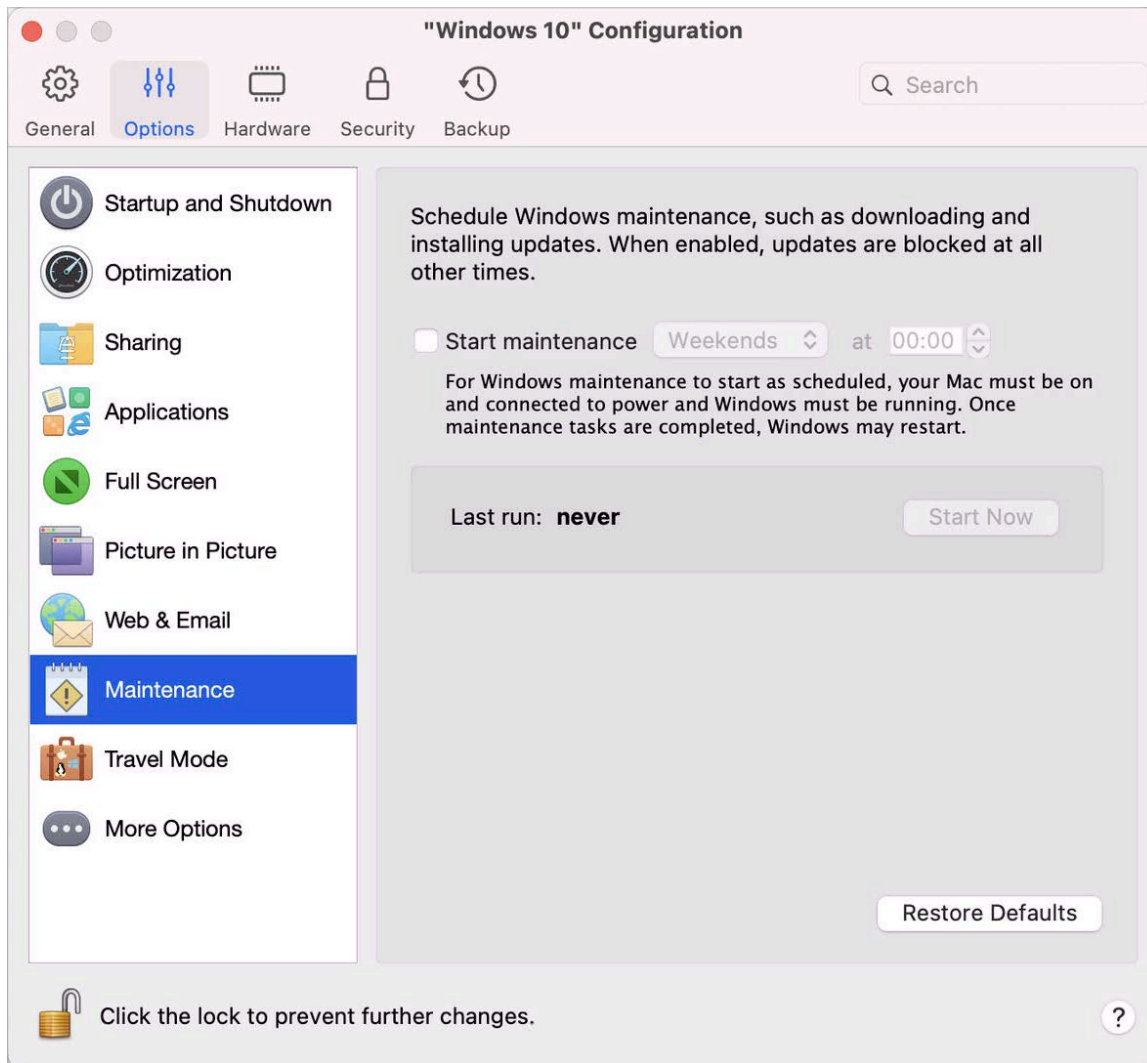 "Windows 10" Configuration
General
Options
Hardware
Security
Backup
Search
Startup and Shutdown
Optimization
Sharing
Applications
Full Screen
Picture in Picture
Web & Email
Maintenance
Travel Mode
More Options
Schedule Windows maintenance, such as downloading and
installing updates. When enabled, updates are blocked at all
other times.
Start maintenance Weekends at 00:00
For Windows maintenance to start as scheduled, your Mac must be on
and connected to power and Windows must be running. Once
maintenance tasks are completed, Windows may restart.
Last run: never Start Now
Restore Defaults
Click the lock to prevent further changes.
?